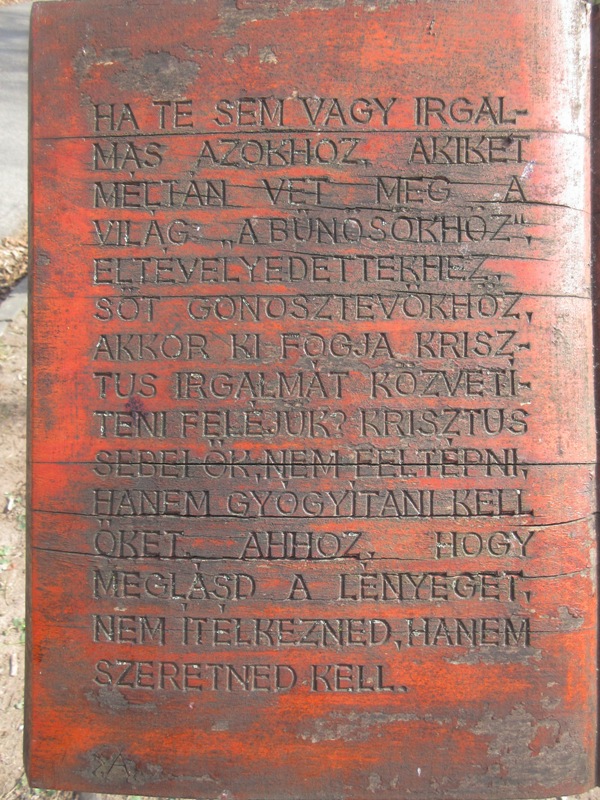 HA TE SEM VAGY IRGAL-
MAS AZOKHOZ, AKIKET
MÉLTÁN VET MEG A
VILÁG „A BŰNÖSÖKHÖZ",
ELTÉVELYEDETTEKHEZ,
SŐT GONOSZTEVŐKHÖZ,
AKKOR KI FOGJA KRISZ-
TUS IRGALMÁT KÖZVETÍ-
TENI FELÉJÜK? KRISZTUS
SEBEI ŐK, NEM FELTÉPNI,
HANEM GYÓGYÍTANI KELL
ŐKET. AHHOZ, HOGY
MEGLÁSD A LÉNYEGET,
NEM ÍTÉLKEZNED, HANEM
SZERETNED KELL.